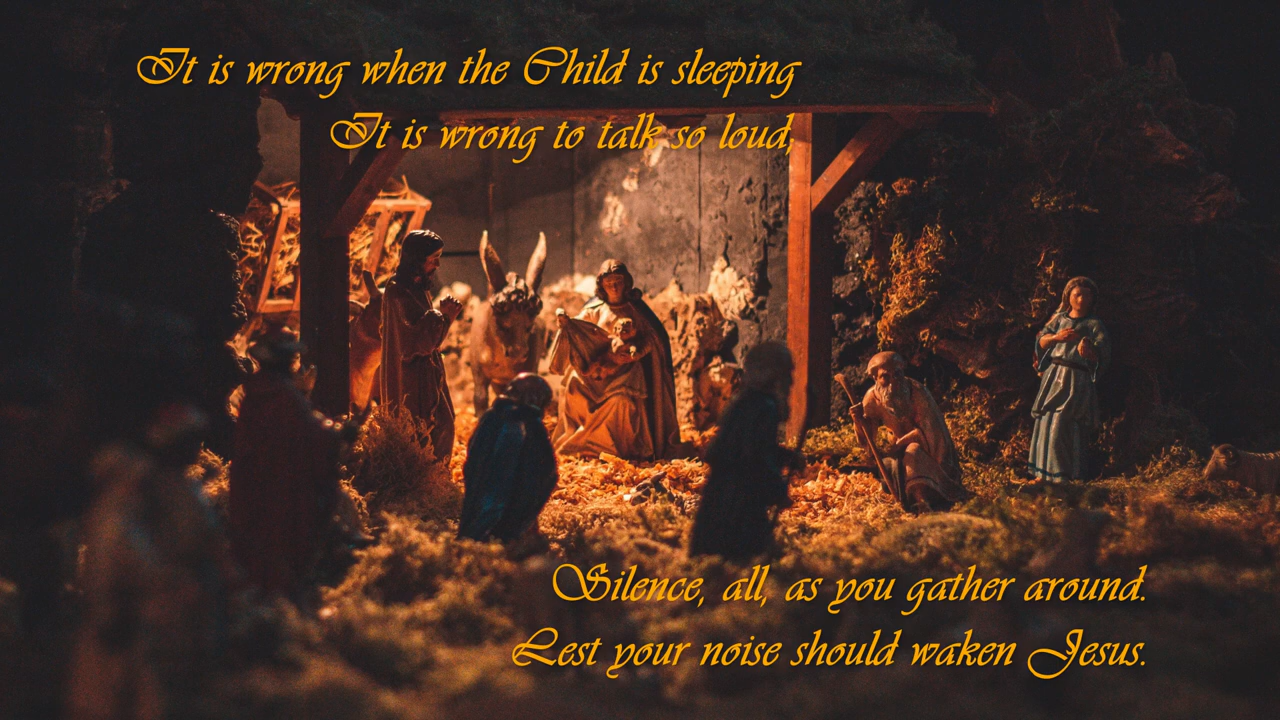 It is wrong when the Child is sleeping
It is wrong to talk so loud;
Silence, all, as you gather around.
Lest your noise should waken Jesus.